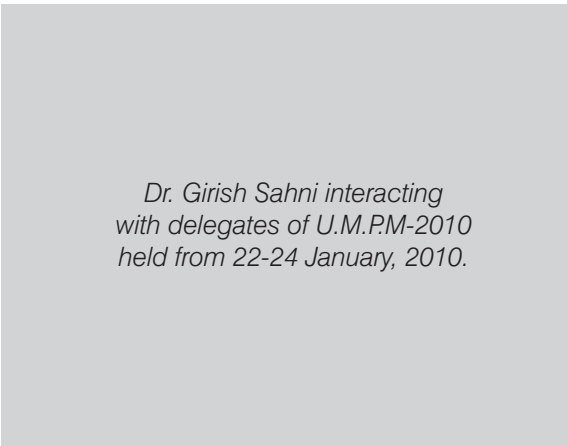 Dr. Girish Sahni interacting
with delegates of U.M.P.M-2010
held from 22-24 January, 2010.